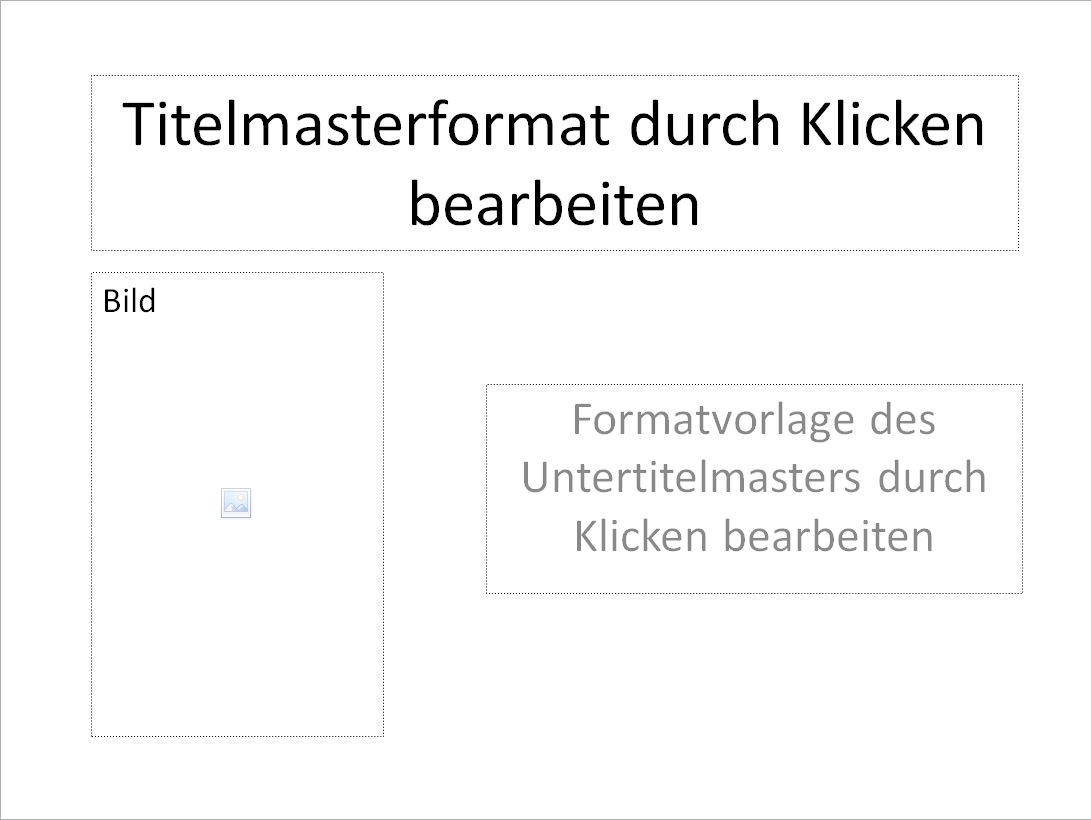 Titelmasterformat durch Klicken
bearbeiten
Bild
Formatvorlage des
Untertitelmasters durch
Klicken bearbeiten